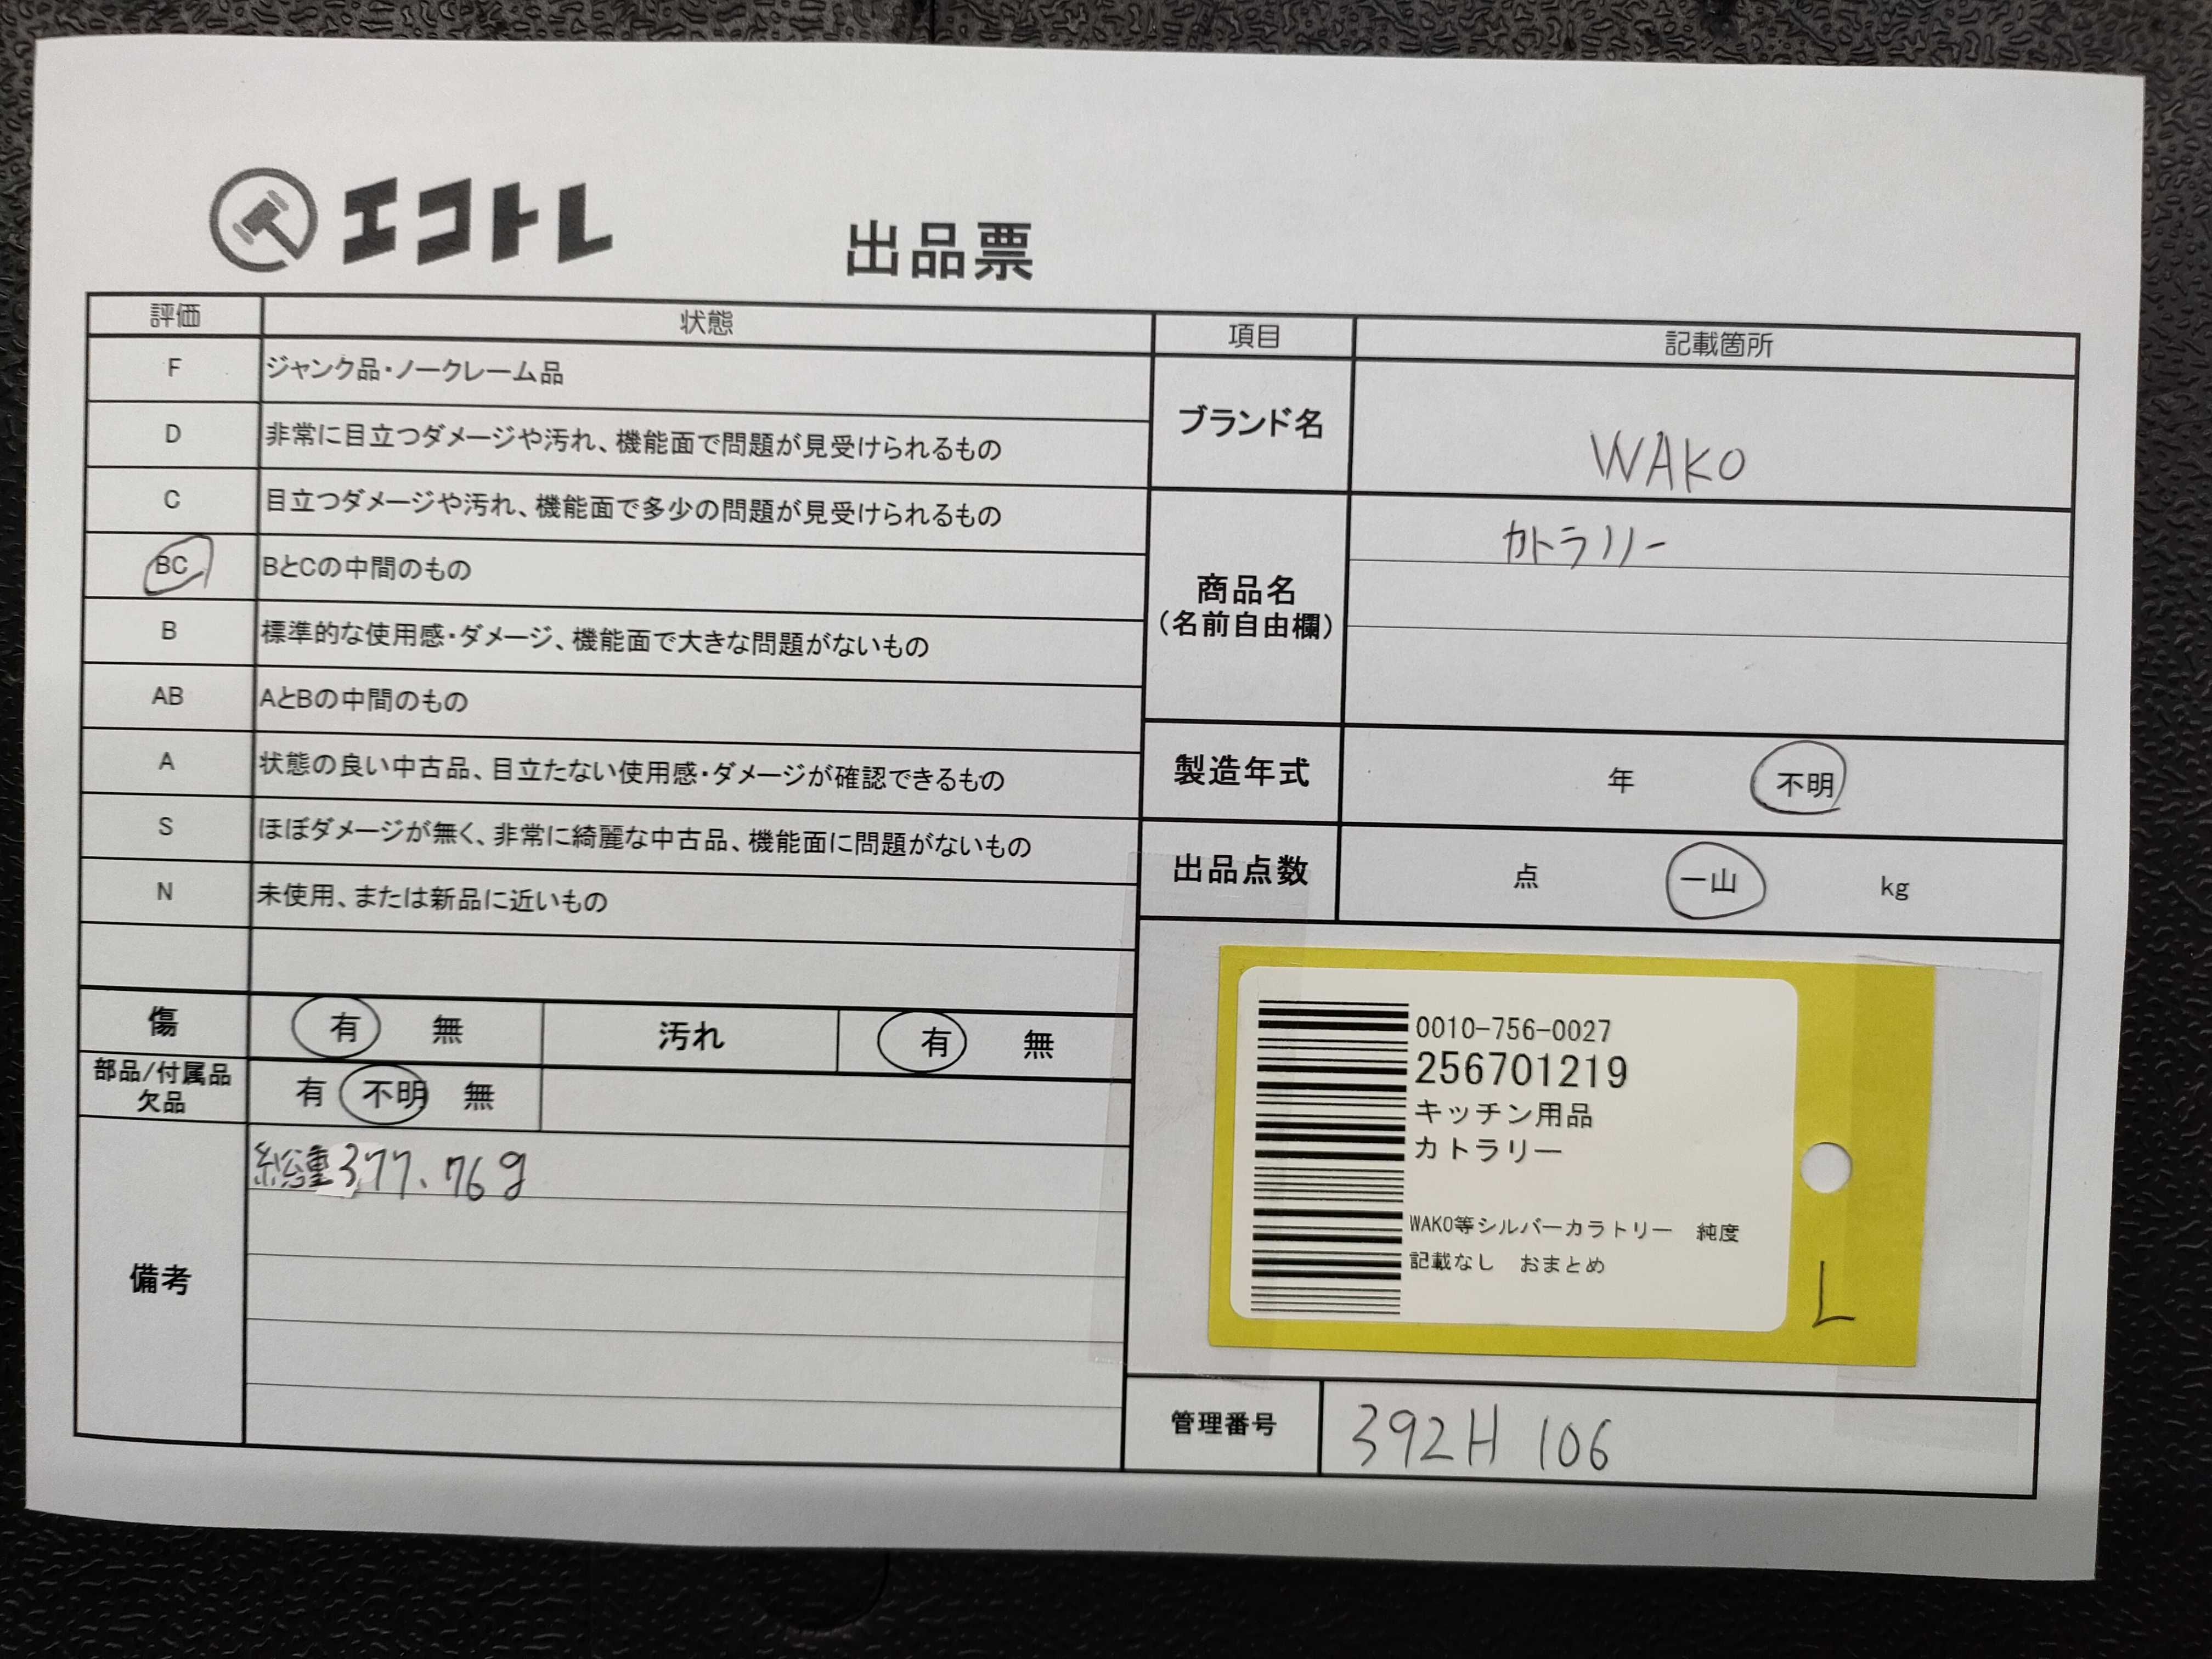 エコトレ
出品票
評価 状態
F ジャンク品・ノークレーム品
D 非常に目立つダメージや汚れ、機能面で問題が見受けられるもの
C 目立つダメージや汚れ、機能面で多少の問題が見受けられるもの
BC BとCの中間のもの
B 標準的な使用感・ダメージ、機能面で大きな問題がないもの
AB AとBの中間のもの
A 状態の良い中古品、目立たない使用感・ダメージが確認できるもの
S ほぼダメージが無く、非常に綺麗な中古品、機能面に問題がないもの
N 未使用、または新品に近いもの
傷 有 無 汚れ 有 無
部品/付属品
欠品
有 不明 無
備考
総重377.76g
項目 記載箇所
ブランド名 WAKO
商品名
(名前自由欄)
カトラリー
製造年式 年 不明
出品点数 点 一山 kg
0010-756-0027
256701219
キッチン用品
カトラリー
WAKO等シルバーカラトリー 純度
記載なし おまとめ
L
管理番号 392H 106